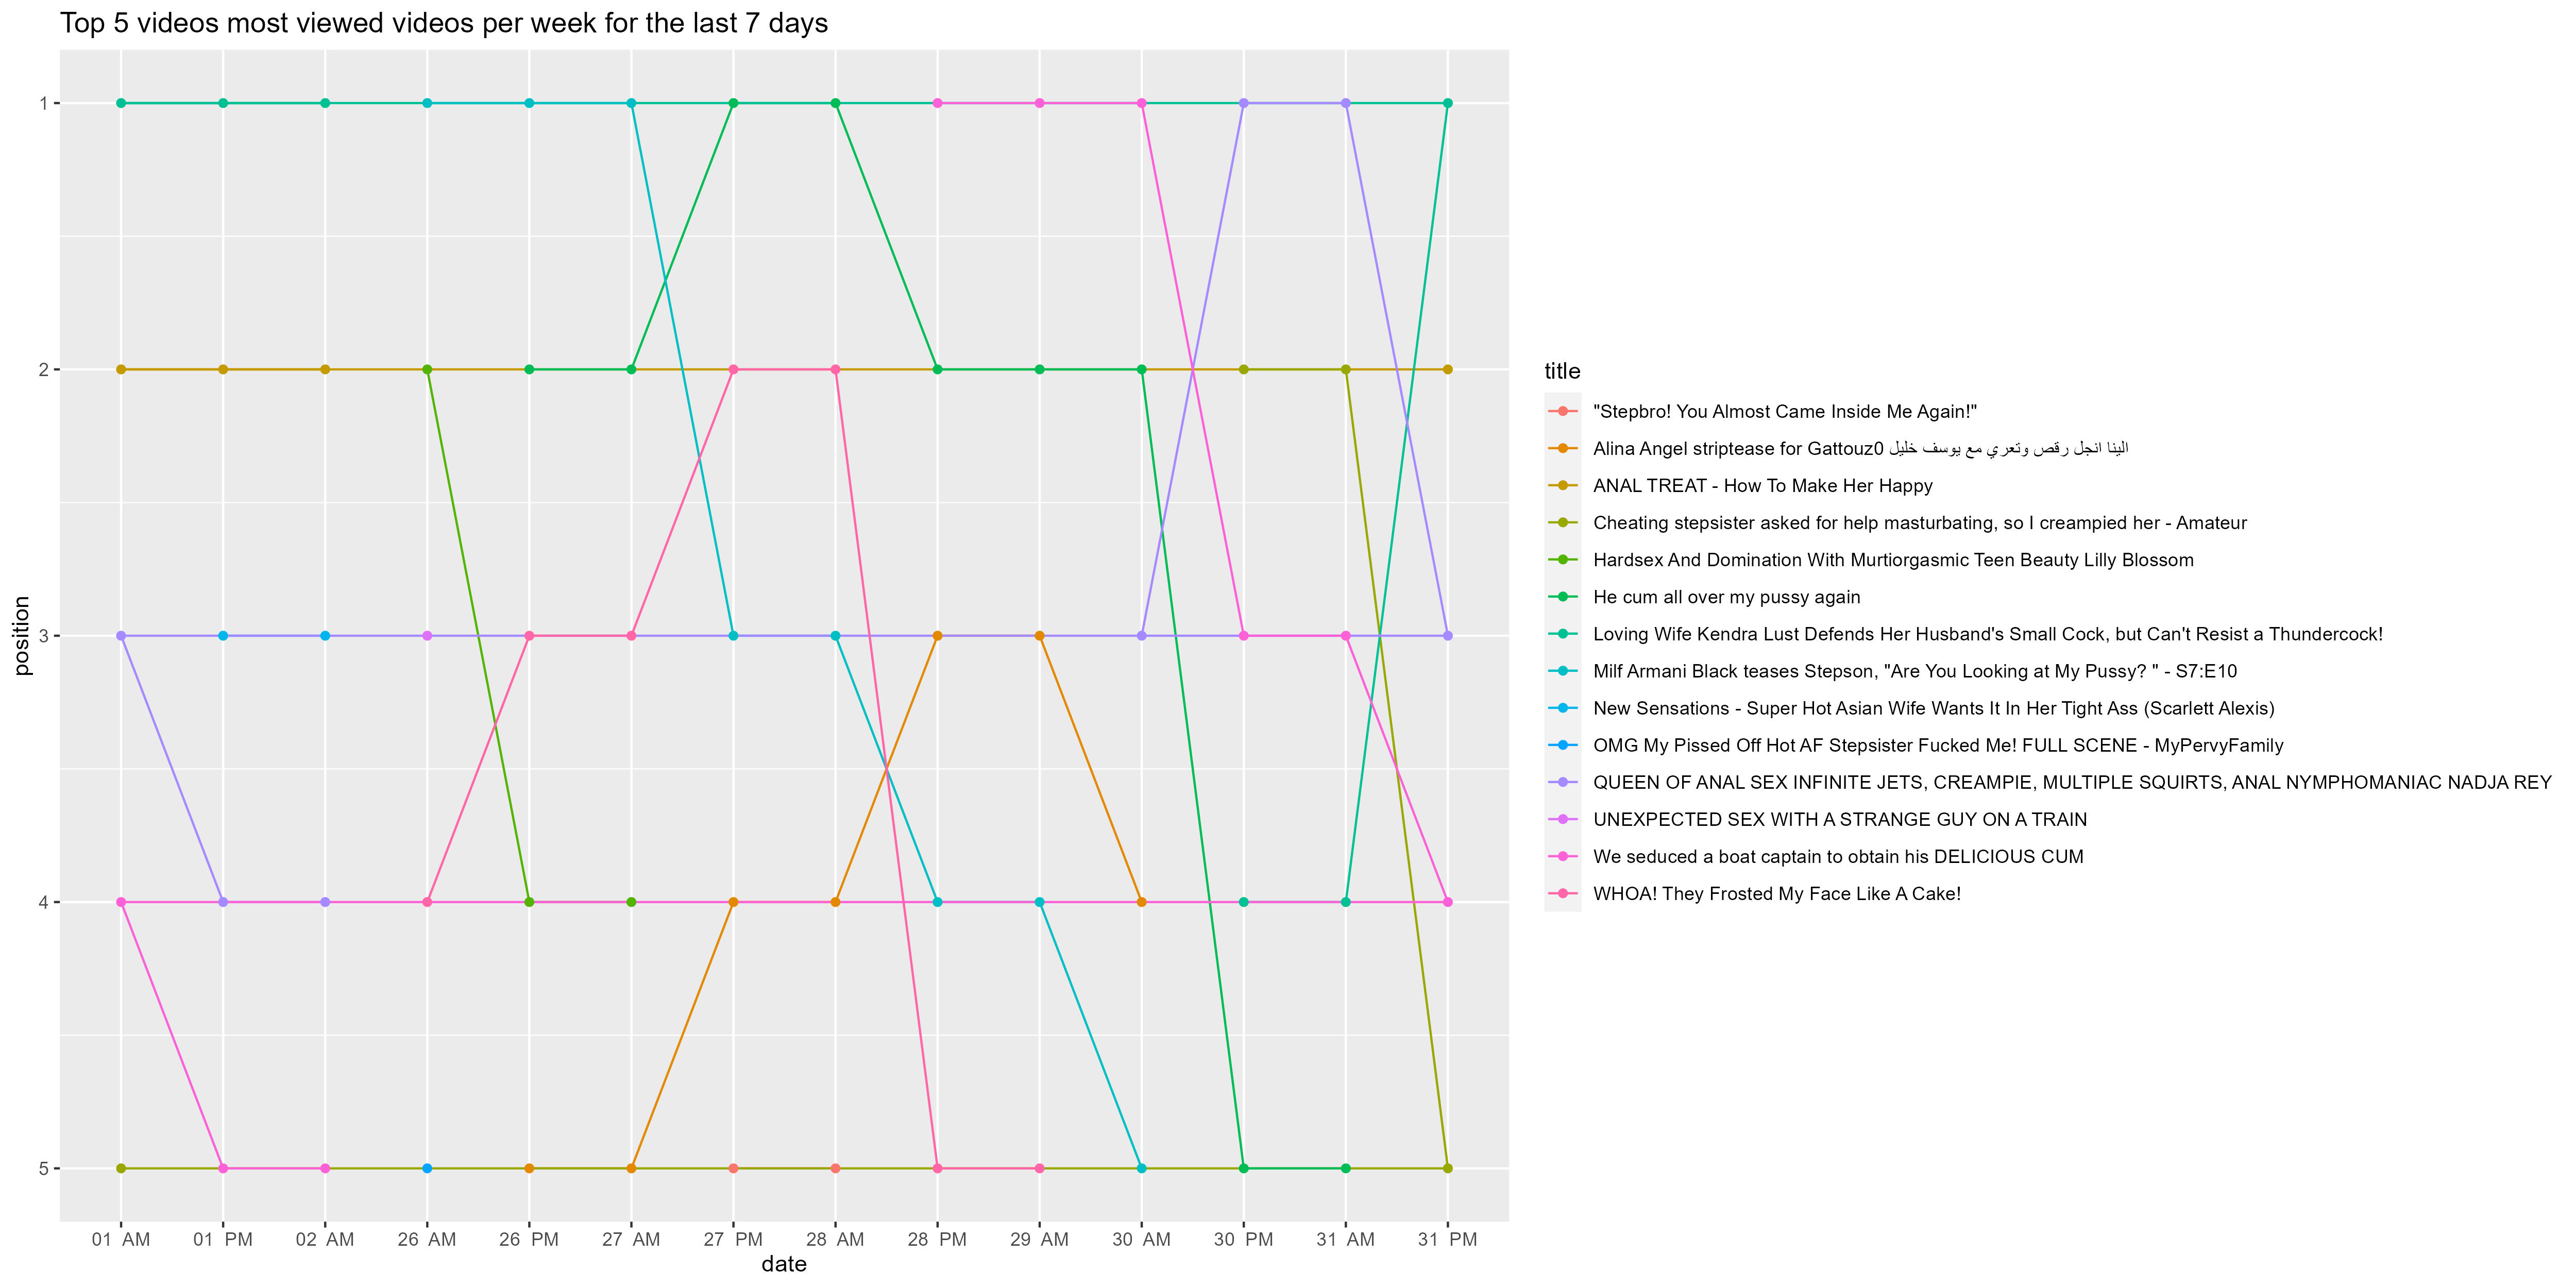 Top 5 videos most viewed videos per week for the last 7 days
position
1
2
3
4
5
01 AM
01 PM
02 AM
26 AM
26 PM
27 AM
27 PM
28 AM
28 PM
29 AM
30 AM
30 PM
31 AM
31 PM
date
title
"Stepbro! You Almost Came Inside Me Again!"
Alina Angel striptease for Gattouz0 الينا انجل رقص وتعري مع يوسف خليل
ANAL TREAT - How To Make Her Happy
Cheating stepsister asked for help masturbating, so I creampied her - Amateur
Hardsex And Domination With Murtiorgasmic Teen Beauty Lilly Blossom
He cum all over my pussy again
Loving Wife Kendra Lust Defends Her Husband's Small Cock, but Can't Resist a Thundercock!
Milf Armani Black teases Stepson, "Are You Looking at My Pussy? " - S7:E10
New Sensations - Super Hot Asian Wife Wants It In Her Tight Ass (Scarlett Alexis)
OMG My Pissed Off Hot AF Stepsister Fucked Me! FULL SCENE - MyPervyFamily
QUEEN OF ANAL SEX INFINITE JETS, CREAMPIE, MULTIPLE SQUIRTS, ANAL NYMPHOMANIAC NADJA REY
UNEXPECTED SEX WITH A STRANGE GUY ON A TRAIN
We seduced a boat captain to obtain his DELICIOUS CUM
WHOA! They Frosted My Face Like A Cake!